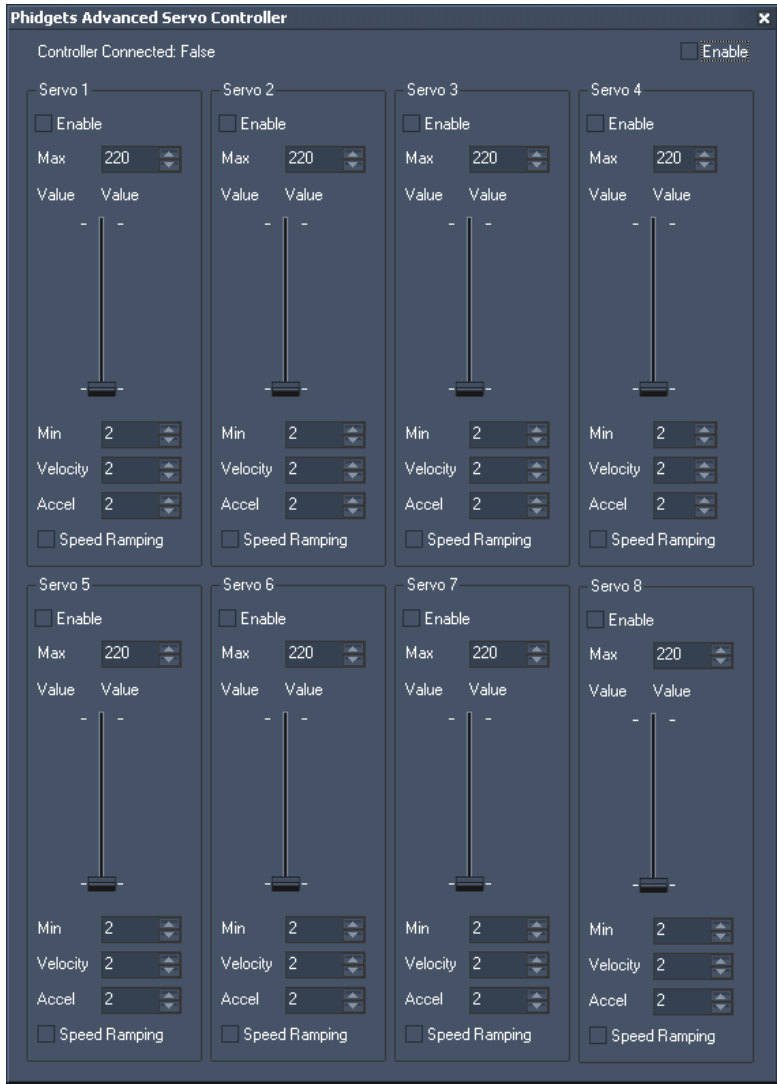 Phidgets Advanced Servo Controller
Controller Connected: False Enable
Servo 1 Servo 2 Servo 3 Servo 4
Enable Enable Enable Enable
Max 220 Max 220 Max 220 Max 220
Value Value Value Value Value Value Value Value
Min 2 Min 2 Min 2 Min 2
Velocity 2 Velocity 2 Velocity 2 Velocity 2
Accel 2 Accel 2 Accel 2 Accel 2
Speed Ramping Speed Ramping Speed Ramping Speed Ramping
Servo 5 Servo 6 Servo 7 Servo 8
Enable Enable Enable Enable
Max 220 Max 220 Max 220 Max 220
Value Value Value Value Value Value Value Value
Min 2 Min 2 Min 2 Min 2
Velocity 2 Velocity 2 Velocity 2 Velocity 2
Accel 2 Accel 2 Accel 2 Accel 2
Speed Ramping Speed Ramping Speed Ramping Speed Ramping